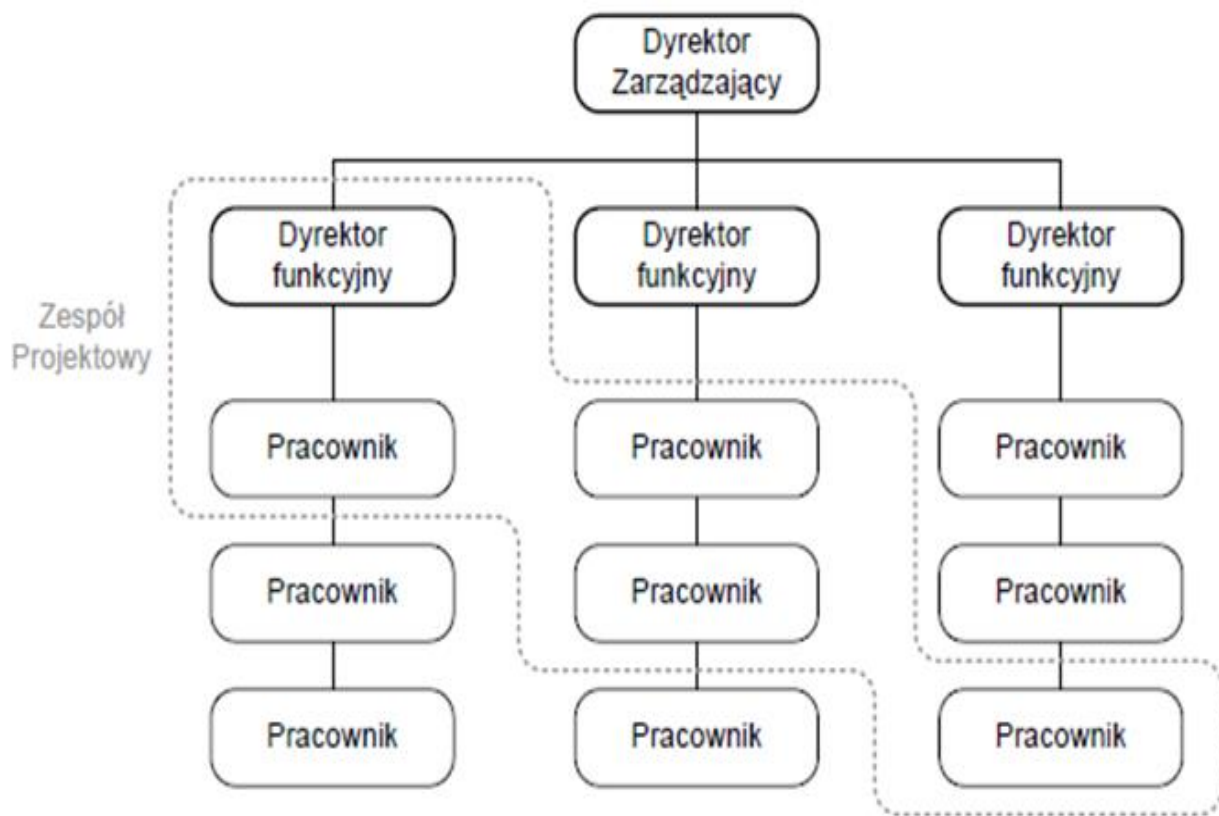 Dyrektor
Zarządzający
Dyrektor
funkcyjny
Dyrektor
funkcyjny
Dyrektor
funkcyjny
Zespół
Projektowy
Pracownik
Pracownik
Pracownik
Pracownik
Pracownik
Pracownik
Pracownik
Pracownik
Pracownik